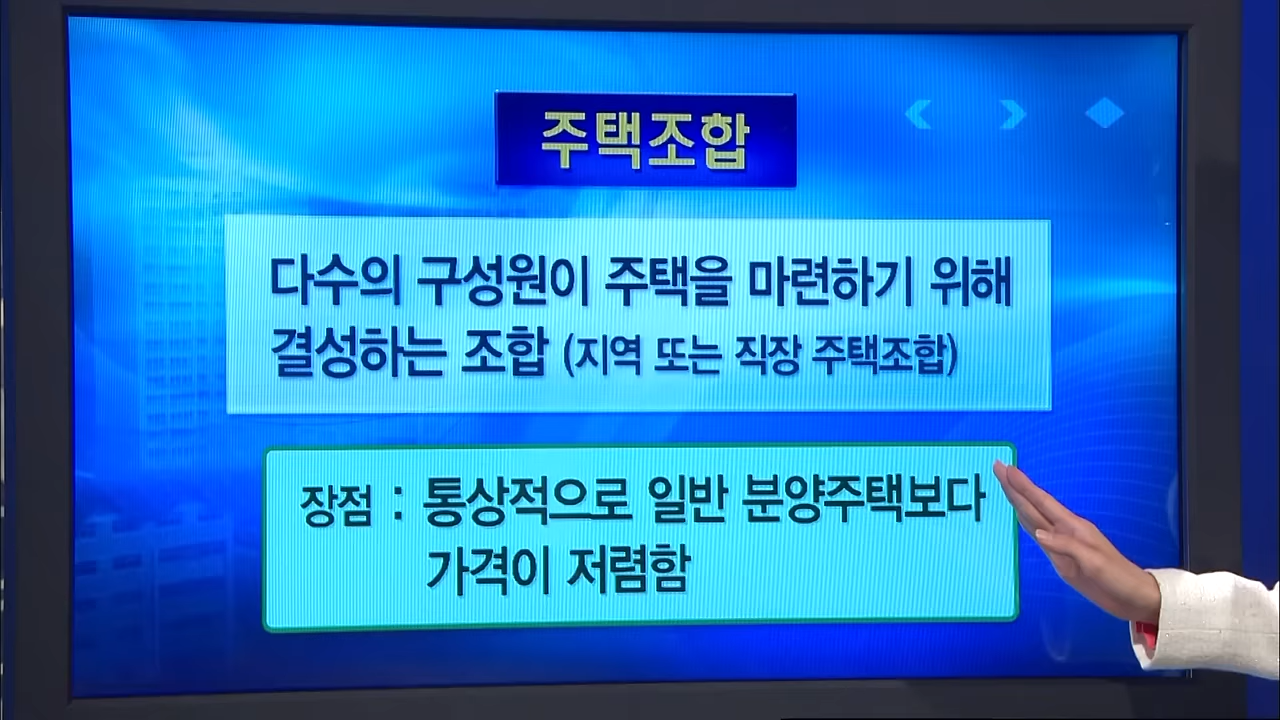 주택조합
다수의 구성원이 주택을 마련하기 위해
결성하는 조합 (지역 또는 직장 주택조합)
장점 : 통상적으로 일반 분양주택보다
가격이 저렴함